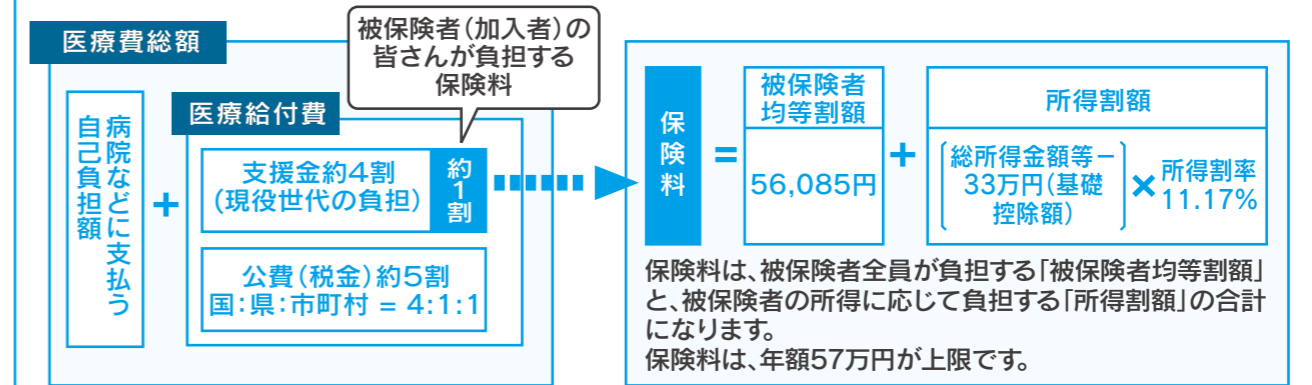 医療費総額
被保険者（加入者）の
皆さんが負担する
保険料
病院などに支払う
自己負担額
+
医療給付費
支援金約4割
（現役世代の負担）
約1割
公費（税金）約5割
国：県：市町村 = 4：1：1
保険料
=
被保険者
均等割額
56,085円
+
所得割額
総所得金額等－
33万円（基礎
控除額）
×
所得割率
11.17%
保険料は、被保険者全員が負担する「被保険者均等割額」
と、被保険者の所得に応じて負担する「所得割額」の合計
になります。
保険料は、年額57万円が上限です。